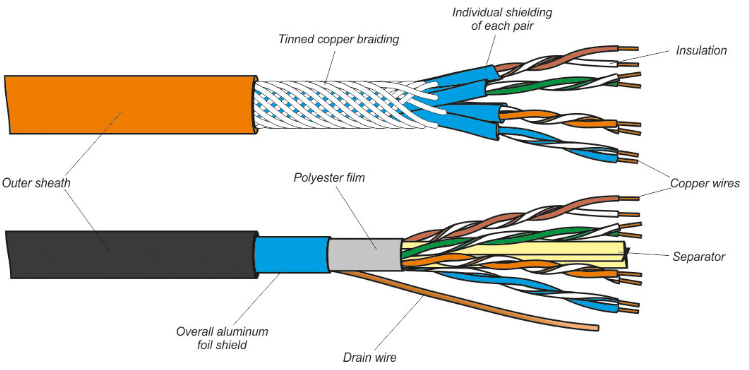 Individual shielding
of each pair
Tinned copper braiding
Insulation
Outer sheath
Polyester film
Copper wires
Separator
Overall aluminum
foil shield
Drain wire